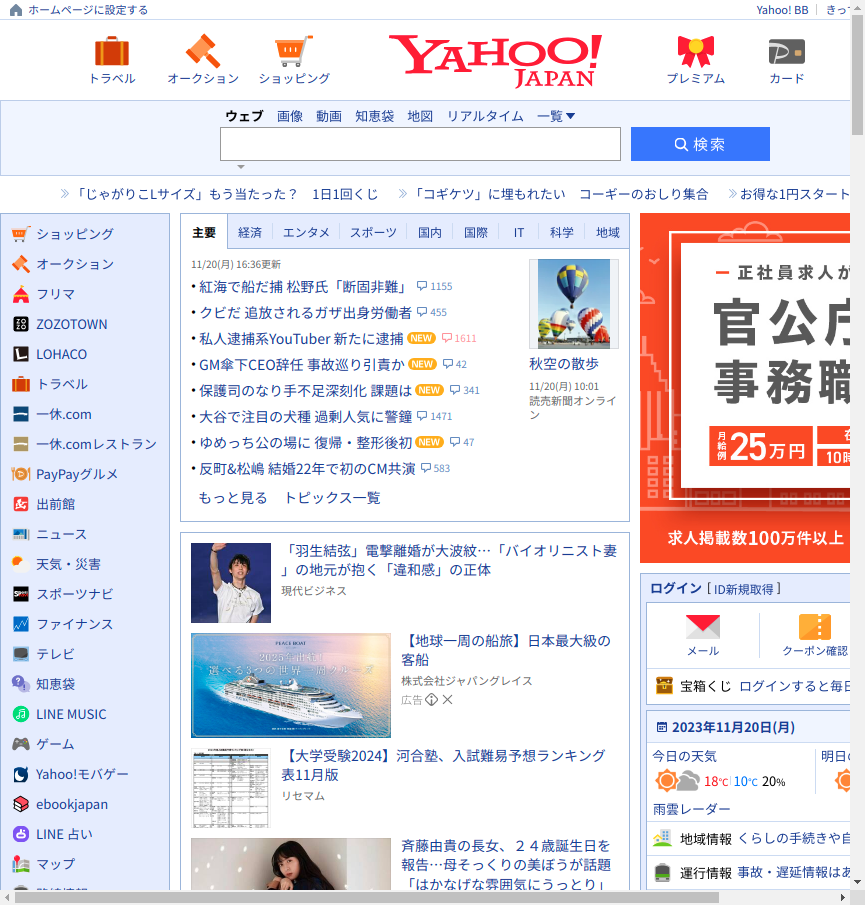 ホームページに設定する
Yahoo! BB
きっ
トラベル
オークション
ショッピング
YAHOO!
JAPAN
プレミアム
カード
ウェブ 画像 動画 知恵袋 地図 リアルタイム 一覧
検索
「じゃがりこLサイズ」もう当たった？ 1日1回くじ
「コギケツ」に埋もれたい コーギーのおしり集合
お得な1円スタート
ショッピング
オークション
フリマ
ZOZOTOWN
LOHACO
トラベル
一休.com
一休.comレストラン
PayPayグルメ
出前館
ニュース
天気・災害
スポーツナビ
ファイナンス
テレビ
知恵袋
LINE MUSIC
ゲーム
Yahoo!モバゲー
ebookjapan
LINE 占い
マップ
主要 経済 エンタメ スポーツ 国内 国際 IT 科学 地域
11/20(月) 16:36更新
紅海で船だ捕 松野氏「断固非難」 1155
クビだ 追放されるガザ出身労働者 455
私人逮捕系YouTuber 新たに逮捕 NEW 1611
GM傘下CEO辞任 事故巡り引責か NEW 42
保護司のなり手不足深刻化 課題は NEW 341
大谷で注目の犬種 過剰人気に警鐘 1471
ゆめっち公の場に 復帰・整形後初 NEW 47
反町&松嶋 結婚22年で初のCM共演 583
もっと見る トピックス一覧
秋空の散歩
11/20(月) 10:01
読売新聞オンライ
ン
「羽生結弦」電撃離婚が大波紋…「バイオリニスト妻
」の地元が抱く「違和感」の正体
現代ビジネス
PEACE BOAT
2025年出航！
選べる3つの世界一周クルーズ
【地球一周の船旅】日本最大級の
客船
株式会社ジャパングレイス
広告
【大学受験2024】河合塾、入試難易予想ランキング
表11月版
リセマム
斉藤由貴の長女、２４歳誕生日を
報告…母そっくりの美ぼうが話題
「はかなげな雰囲気にうっとり」
正社員求人が
官公庁
事務職
月給例 25万円
在
10時
求人掲載数100万件以上
ログイン [ ID新規取得 ]
メール
クーポン確認
宝箱くじ ログインすると毎日
2023年11月20日(月)
今日の天気
明日の
18℃ 10℃ 20%
雨雲レーダー
地域情報 くらしの手続きや自
運行情報 事故・遅延情報はあ